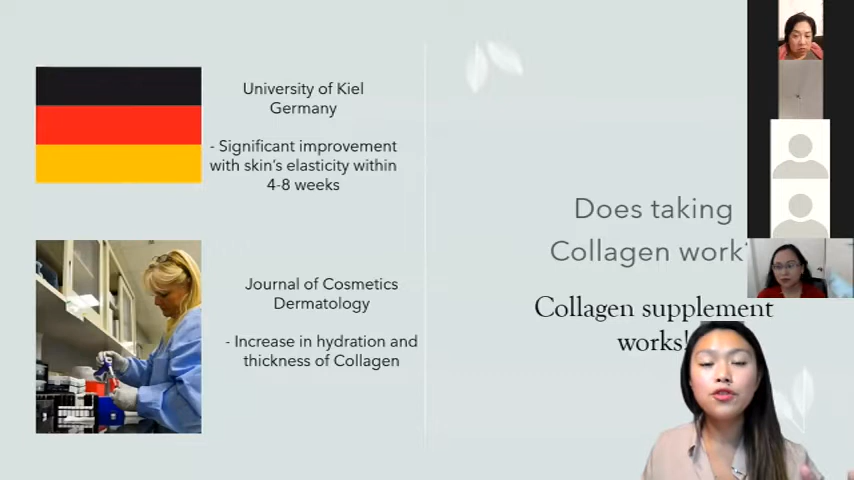 University of Kiel
Germany
- Significant improvement
with skin's elasticity within
4-8 weeks
Journal of Cosmetics
Dermatology
- Increase in hydration and
thickness of Collagen
Does taking
Collagen work?
Collagen supplement
works!